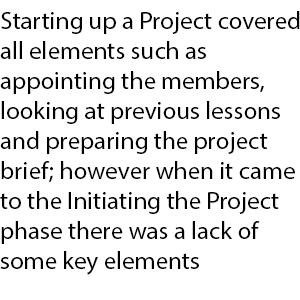 Starting up a Project covered
all elements such as
appointing the members,
looking at previous lessons
and preparing the project
brief; however when it came
to the Initiating the Project
phase there was a lack of
some key elements